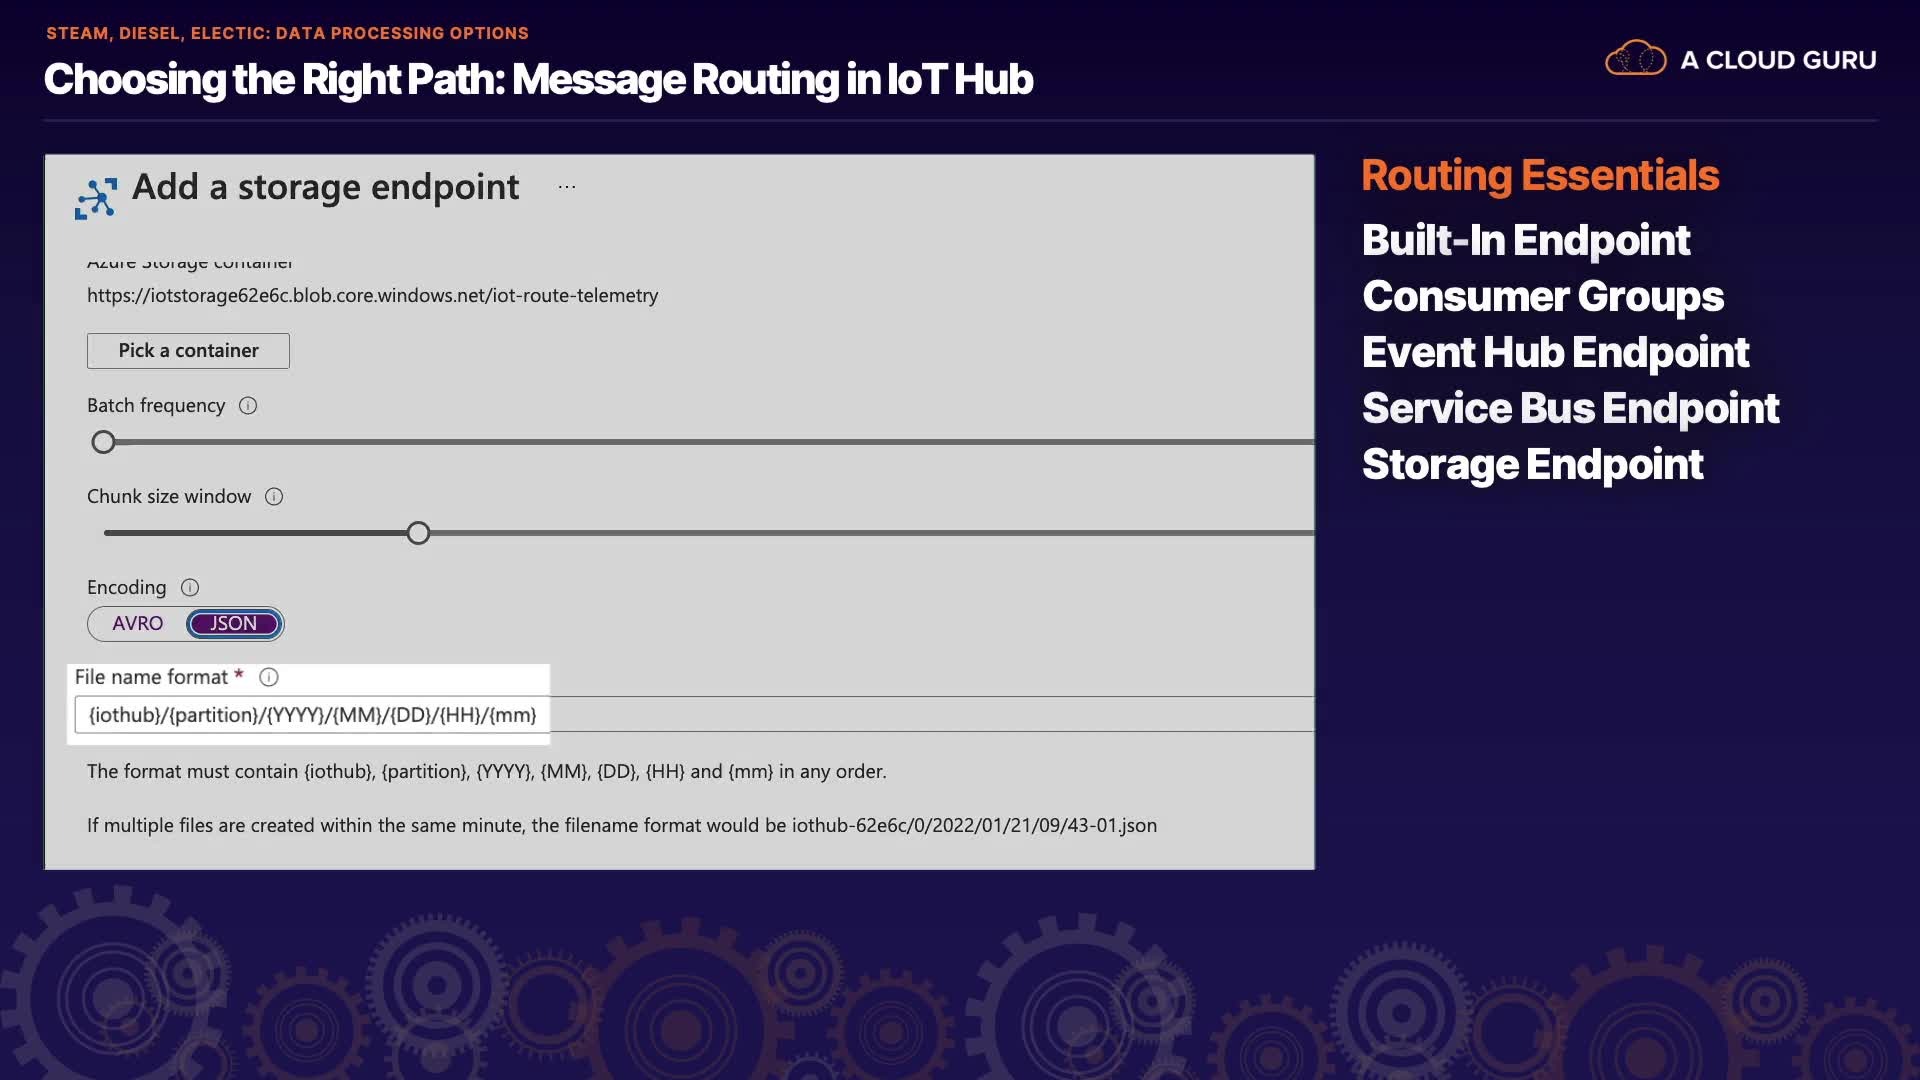 STEAM, DIESEL, ELECTIC: DATA PROCESSING OPTIONS
Choosing the Right Path: Message Routing in IoT Hub
A CLOUD GURU
Add a storage endpoint ...
Azure Storage container
https://iotstorage62e6c.blob.core.windows.net/iot-route-telemetry
Pick a container
Batch frequency
Chunk size window
Encoding
AVRO JSON
File name format *
{iothub}/{partition}/{YYYY}/{MM}/{DD}/{HH}/{mm}
The format must contain {iothub}, {partition}, {YYYY}, {MM}, {DD}, {HH} and {mm} in any order.
If multiple files are created within the same minute, the filename format would be iothub-62e6c/0/2022/01/21/09/43-01.json
Routing Essentials
Built-In Endpoint
Consumer Groups
Event Hub Endpoint
Service Bus Endpoint
Storage Endpoint